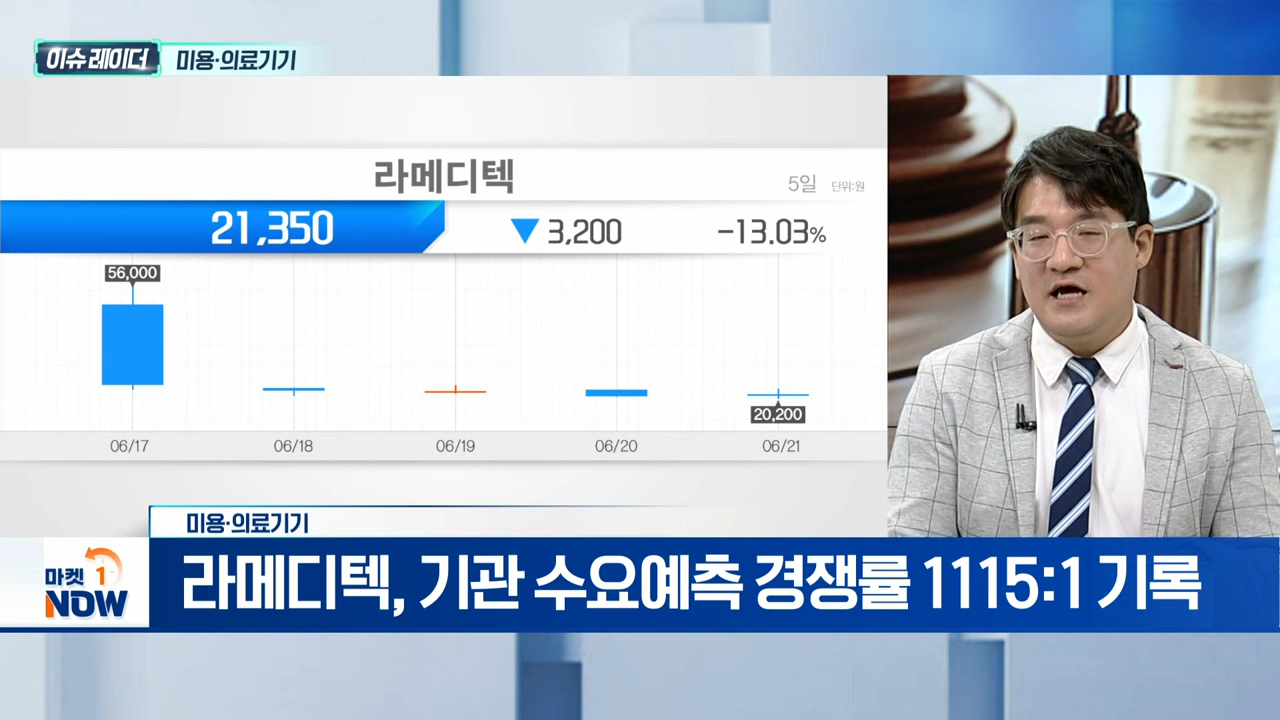 이슈 레이더 미용·의료기기
라메디텍
5일 단위:원
21,350 ▼ 3,200 -13.03%
56,000
20,200
06/17 06/18 06/19 06/20 06/21
미용·의료기기
마켓 1
NOW
라메디텍, 기관 수요예측 경쟁률 1115:1 기록